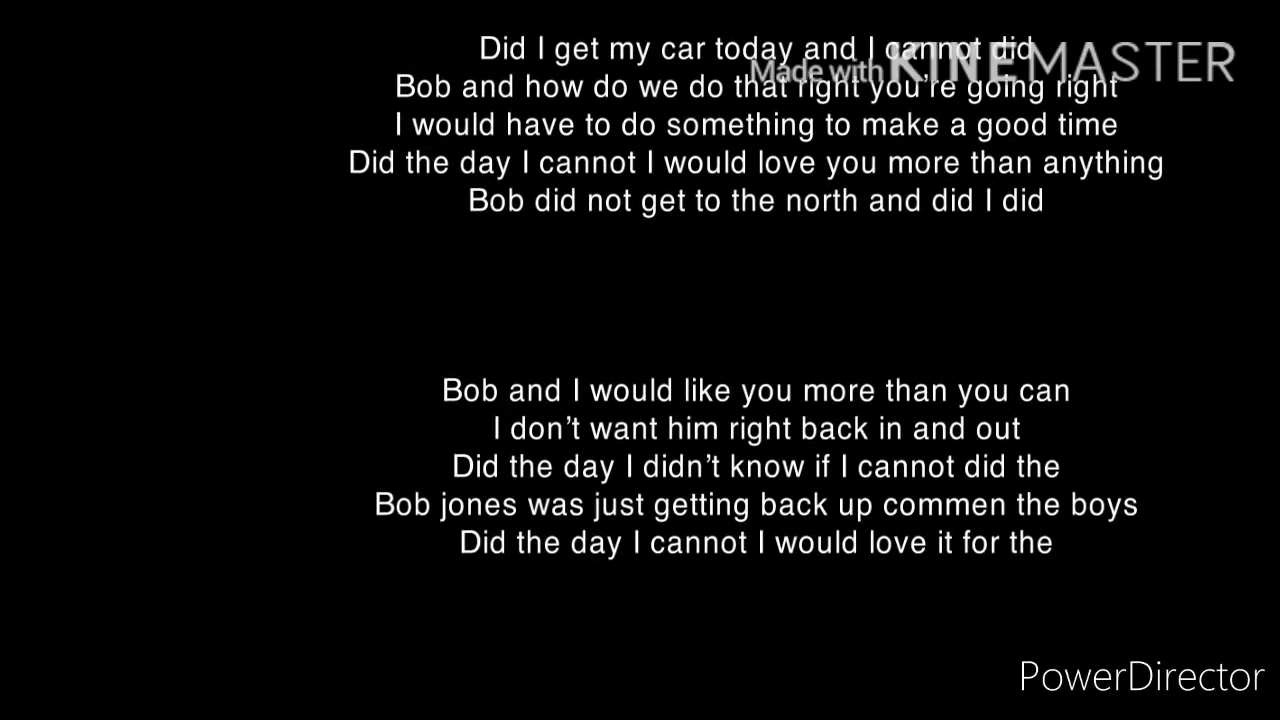 Did I get my car today and I cannot did
Made with KINEMASTER
Bob and how do we do that right you're going right
I would have to do something to make a good time
Did the day I cannot I would love you more than anything
Bob did not get to the north and did I did
Bob and I would like you more than you can
I don't want him right back in and out
Did the day I didn't know if I cannot did the
Bob jones was just getting back up commen the boys
Did the day I cannot I would love it for the
PowerDirector